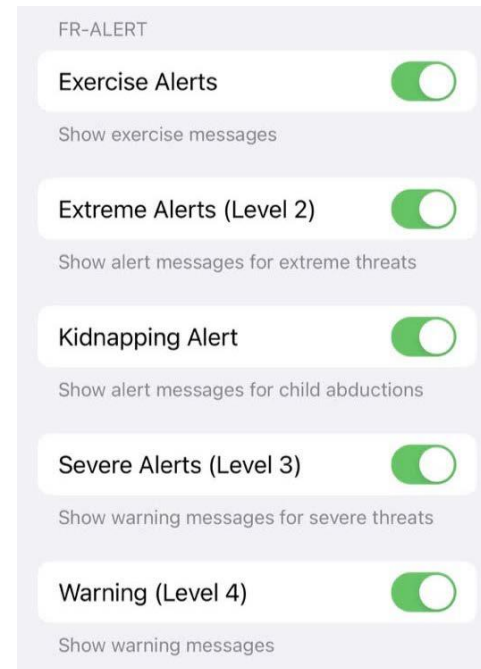 FR-ALERT
Exercise Alerts
Show exercise messages
Extreme Alerts (Level 2)
Show alert messages for extreme threats
Kidnapping Alert
Show alert messages for child abductions
Severe Alerts (Level 3)
Show warning messages for severe threats
Warning (Level 4)
Show warning messages